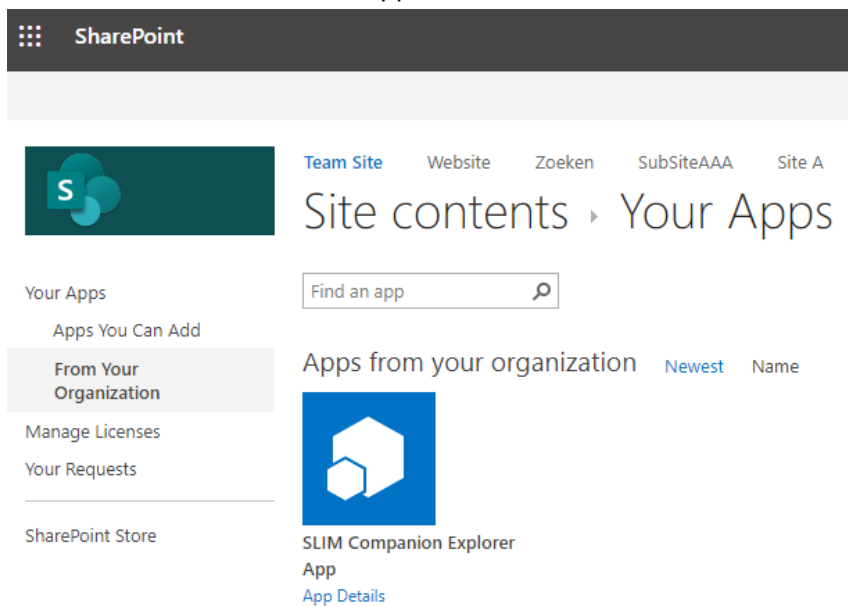 SharePoint
S
Team Site Website Zoeken SubSiteAAA Site A
Site contents ▸ Your Apps
Your Apps
Apps You Can Add
From Your
Organization
Manage Licenses
Your Requests
SharePoint Store
Find an app
Apps from your organization Newest Name
SLIM Companion Explorer
App
App Details